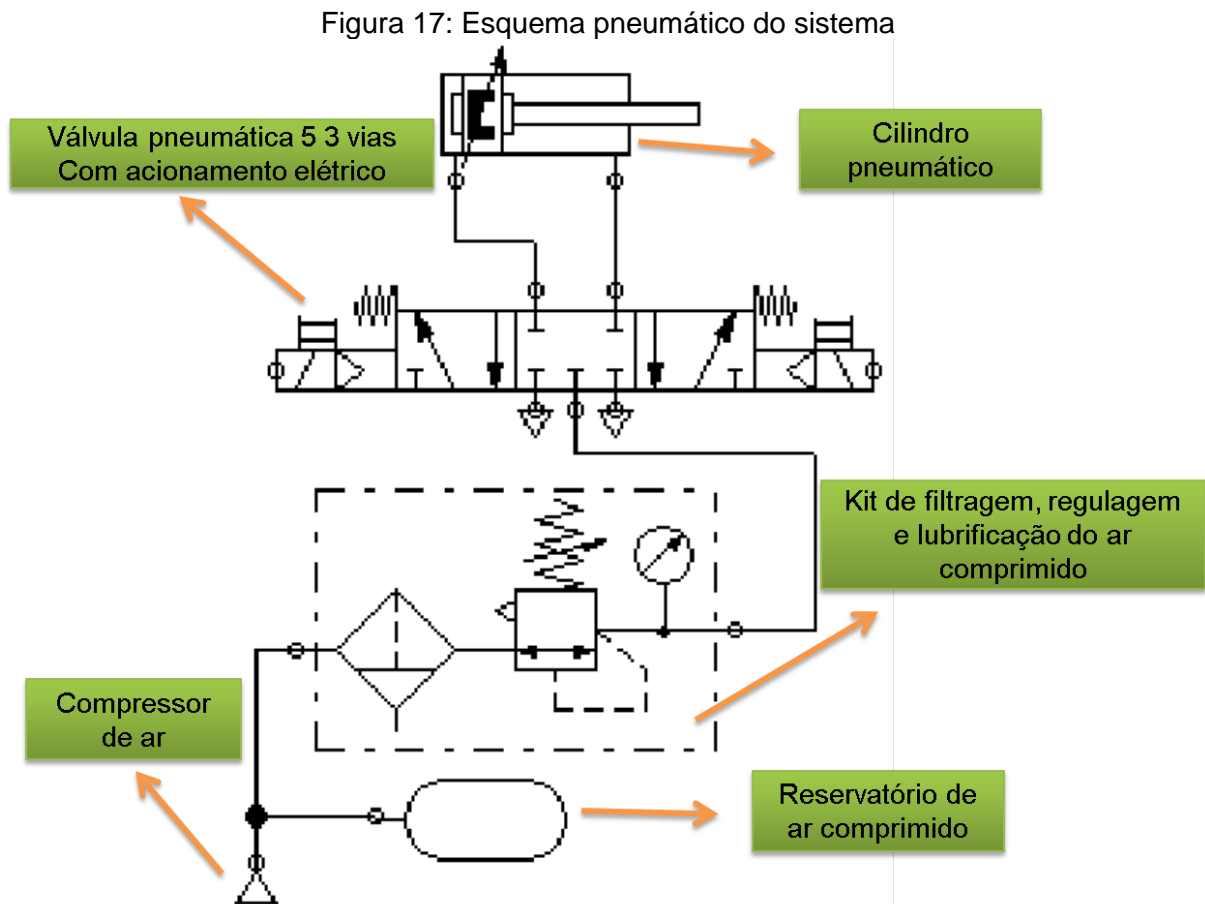 Figura 17: Esquema pneumático do sistema
Válvula pneumática 5 3 vias
Com acionamento elétrico
Cilindro
pneumático
Kit de filtragem, regulagem
e lubrificação do ar
comprimido
Compressor
de ar
Reservatório de
ar comprimido